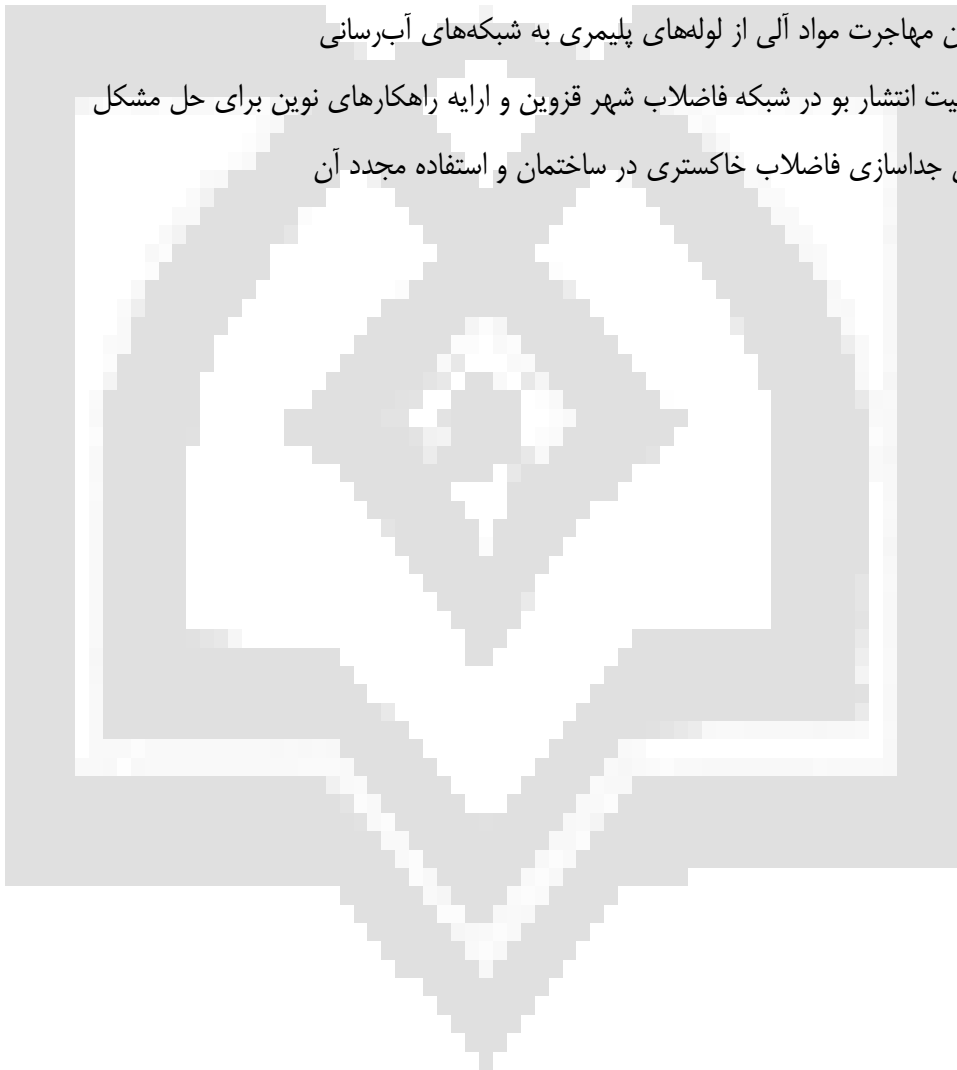 مهاجرت مواد آلی از لوله‌های پلیمری به شبکه‌های آب‌رسانی
انتشار بو در شبکه فاضلاب شهر قزوین و ارایه راهکارهای نوین برای حل مشکل
جداسازی فاضلاب خاکستری در ساختمان و استفاده مجدد آن